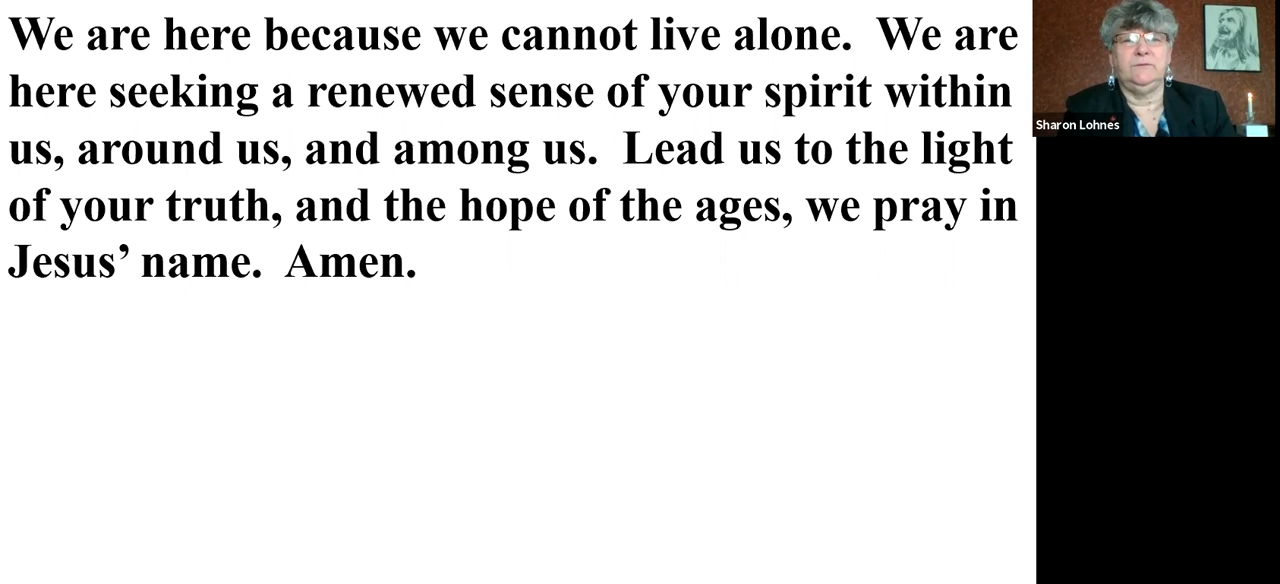 We are here because we cannot live alone.  We are
here seeking a renewed sense of your spirit within
us, around us, and among us.  Lead us to the light
of your truth, and the hope of the ages, we pray in
Jesus’ name.  Amen.
Sharon Lohnes